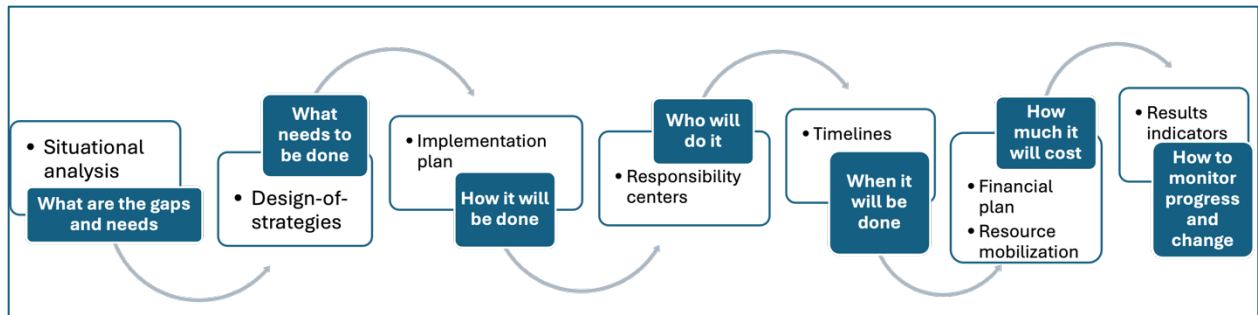 • Situational
analysis
What are the gaps
and needs
What
needs to
be done
• Design-of-
strategies
• Implementation
plan
How it will
be done
Who will
do it
• Responsibility
centers
• Timelines
When it
will be
done
How
much it
will cost
• Financial
plan
• Resource
mobilization
• Results
indicators
How to
monitor
progress
and
change